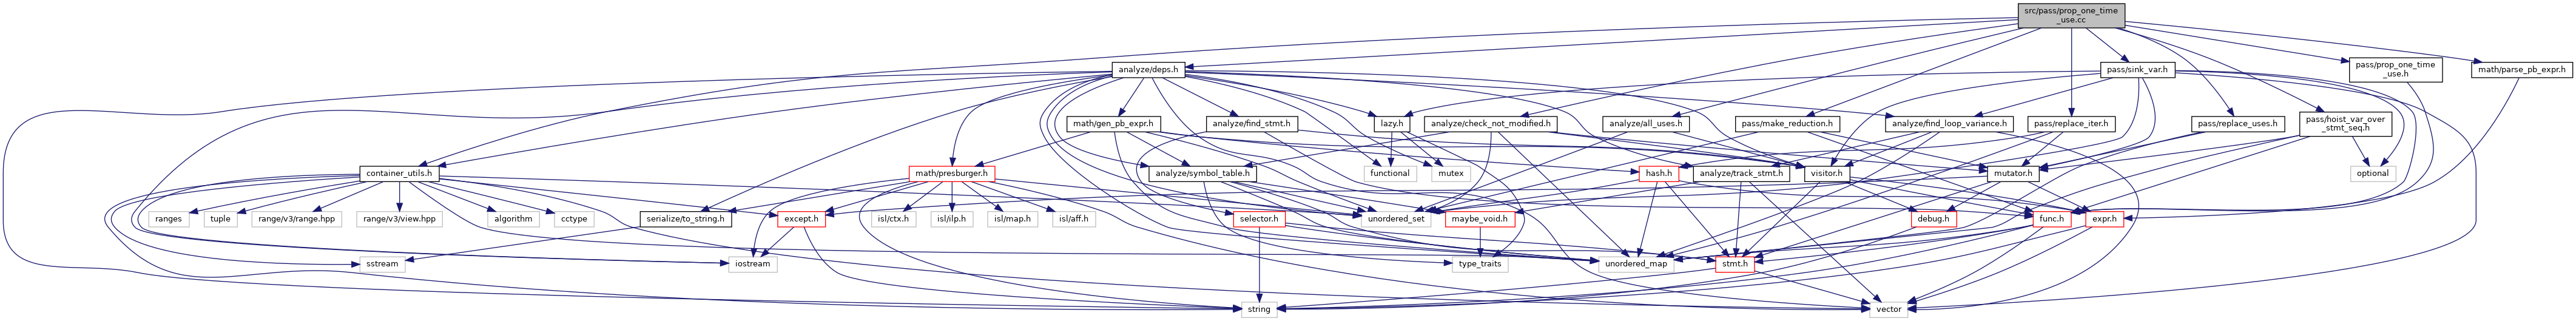 src/pass/prop_one_time
_use.cc
analyze/deps.h
pass/sink_var.h
pass/prop_one_time
_use.h
math/parse_pb_expr.h
math/gen_pb_expr.h
analyze/find_stmt.h
lazy.h
analyze/check_not_modified.h
analyze/all_uses.h
pass/make_reduction.h
analyze/find_loop_variance.h
pass/replace_iter.h
pass/replace_uses.h
pass/hoist_var_over
_stmt_seq.h
container_utils.h
math/presburger.h
analyze/symbol_table.h
functional
mutex
hash.h
analyze/track_stmt.h
visitor.h
mutator.h
optional
ranges
tuple
range/v3/range.hpp
range/v3/view.hpp
algorithm
cctype
serialize/to_string.h
except.h
isl/ctx.h
isl/ilp.h
isl/map.h
isl/aff.h
selector.h
unordered_set
maybe_void.h
debug.h
func.h
expr.h
sstream
iostream
type_traits
unordered_map
stmt.h
string
vector